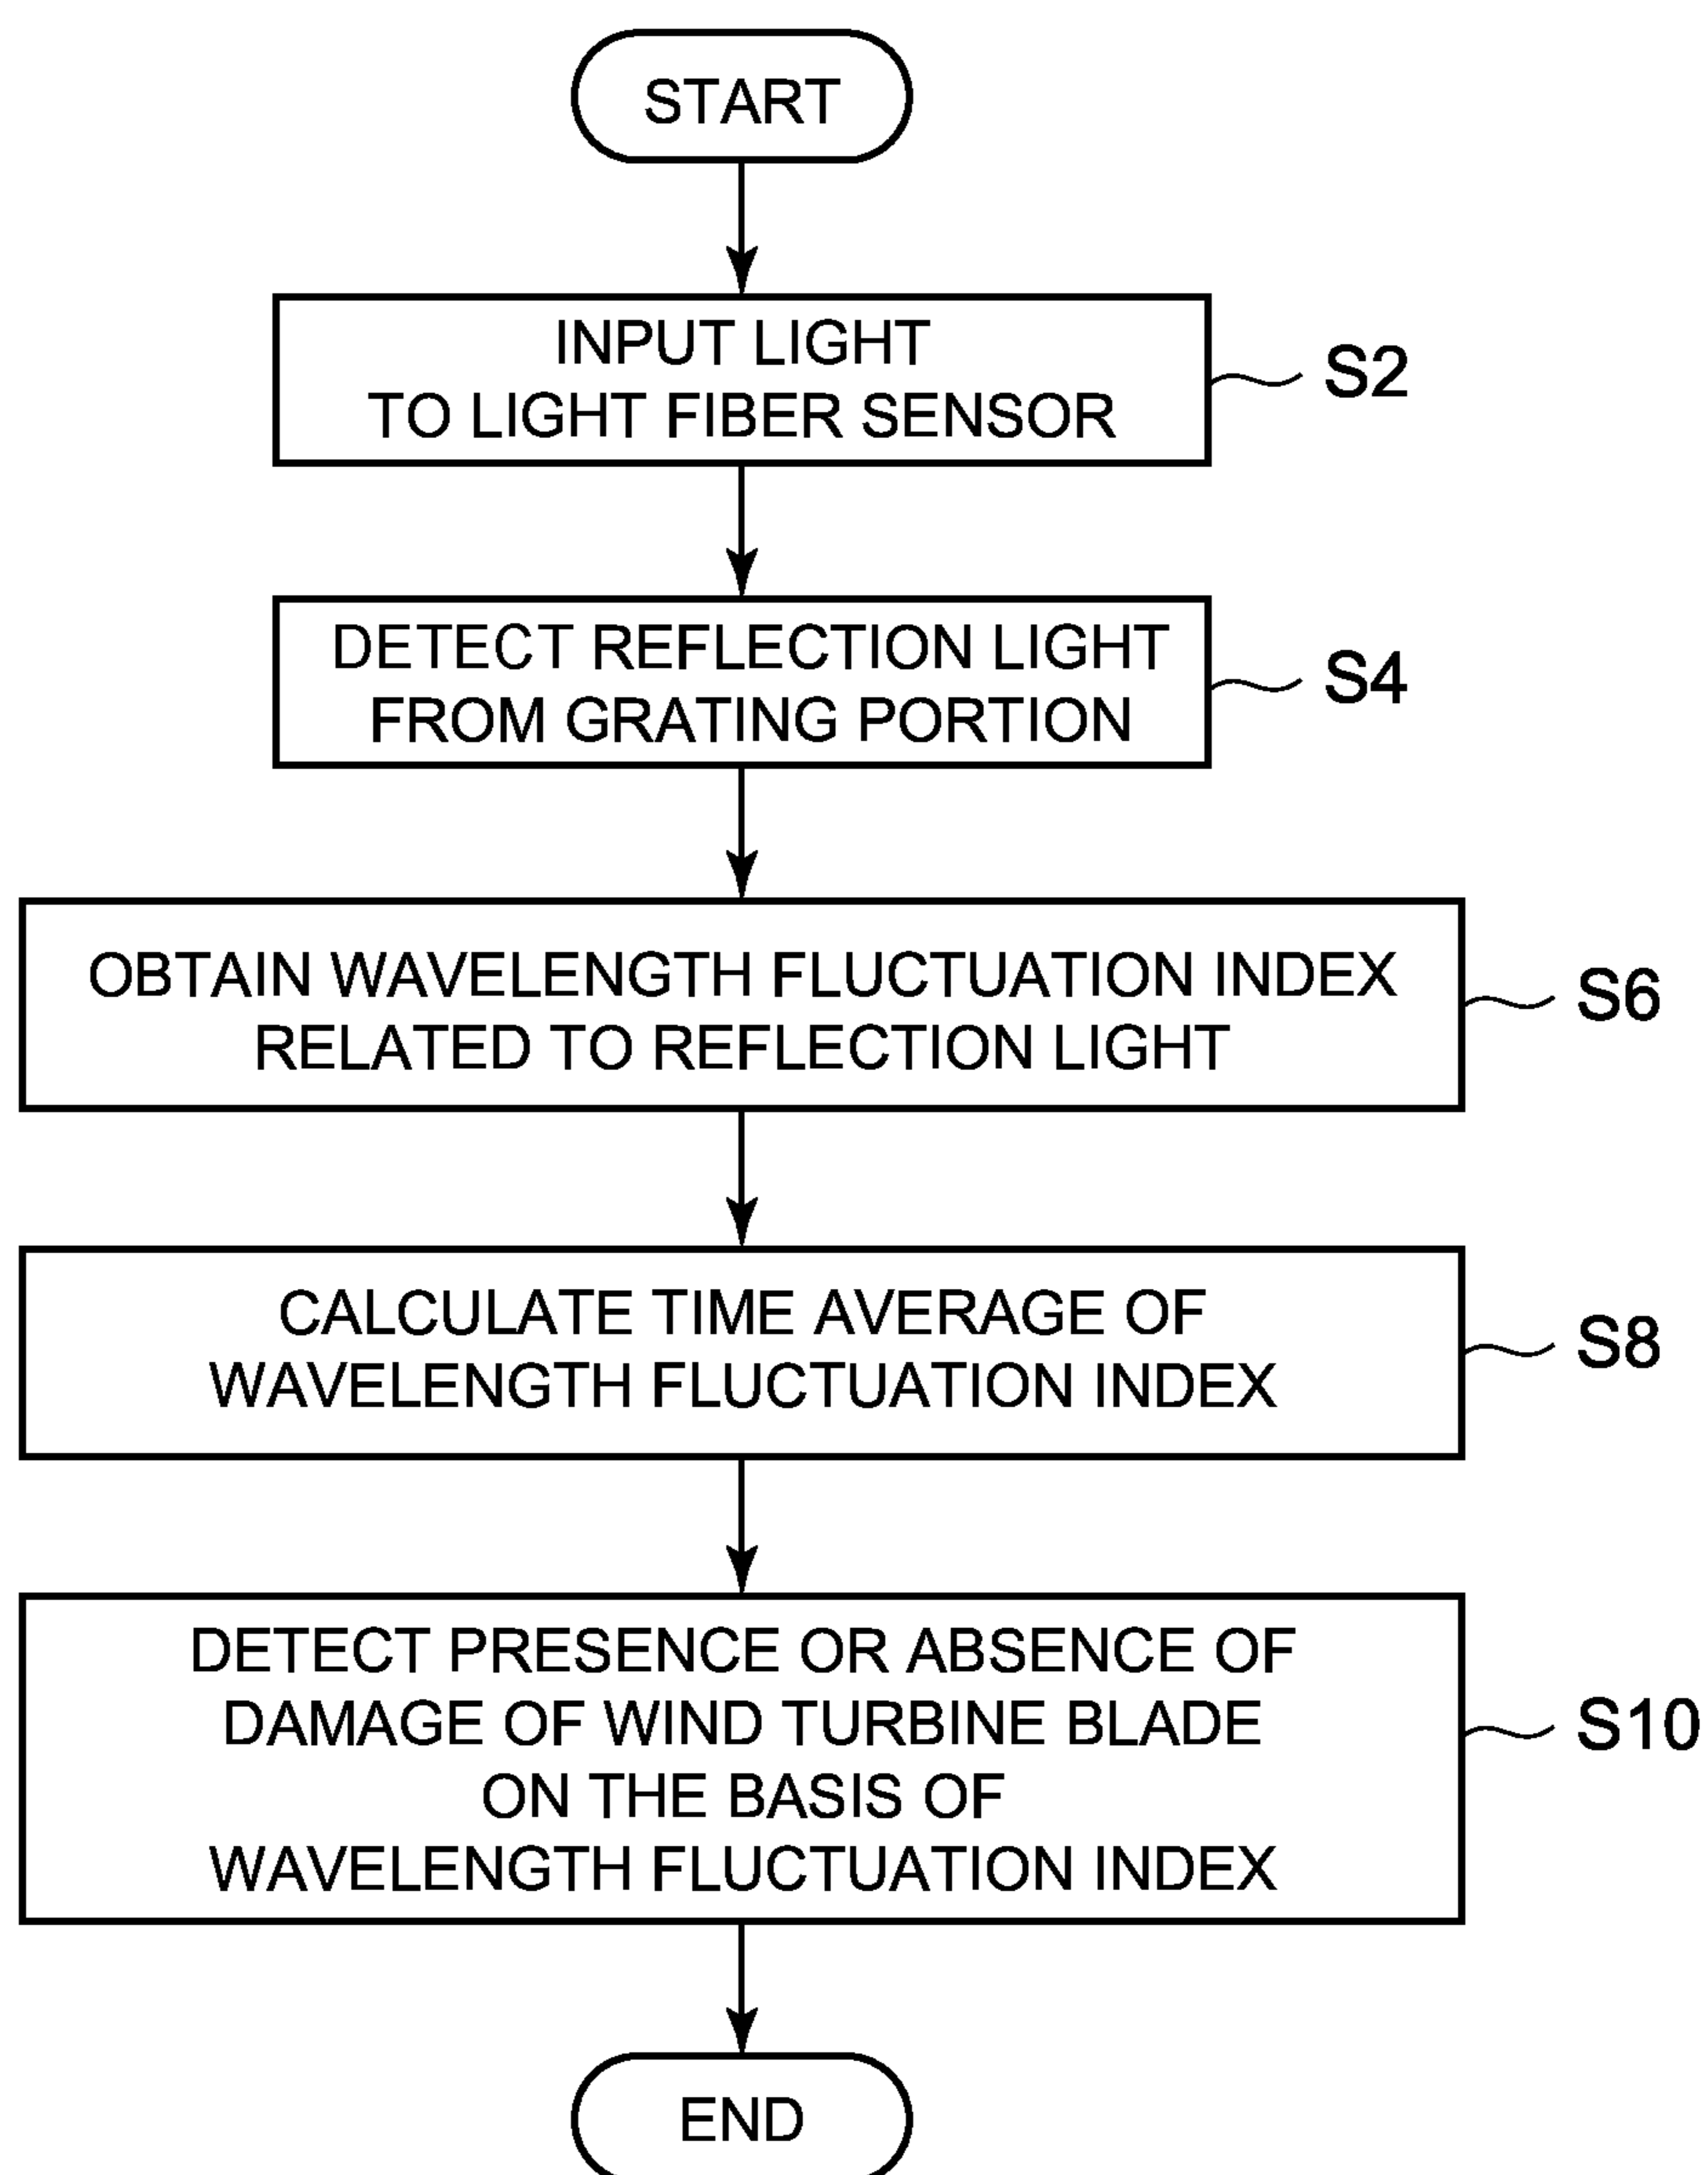 START
INPUT LIGHT
TO LIGHT FIBER SENSOR
S2
DETECT REFLECTION LIGHT
FROM GRATING PORTION
S4
OBTAIN WAVELENGTH FLUCTUATION INDEX
RELATED TO REFLECTION LIGHT
S6
CALCULATE TIME AVERAGE OF
WAVELENGTH FLUCTUATION INDEX
S8
DETECT PRESENCE OR ABSENCE OF
DAMAGE OF WIND TURBINE BLADE
ON THE BASIS OF
WAVELENGTH FLUCTUATION INDEX
S10
END